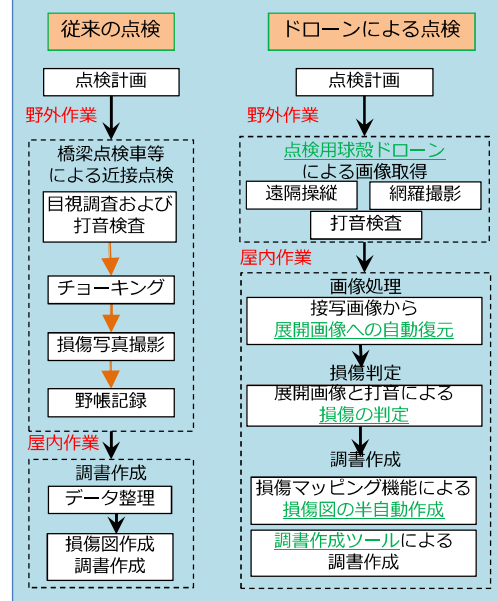 従来の点検
点検計画
野外作業
橋梁点検車等
による近接点検
目視調査および
打音検査
チョーキング
損傷写真撮影
野帳記録
屋内作業
調書作成
データ整理
損傷図作成
調書作成
ドローンによる点検
点検計画
野外作業
点検用球殻ドローン
による画像取得
遠隔操縦
網羅撮影
打音検査
屋内作業
画像処理
接写画像から
展開画像への自動復元
損傷判定
展開画像と打音による
損傷の判定
調書作成
損傷マッピング機能による
損傷図の半自動作成
調書作成ツールによる
調書作成